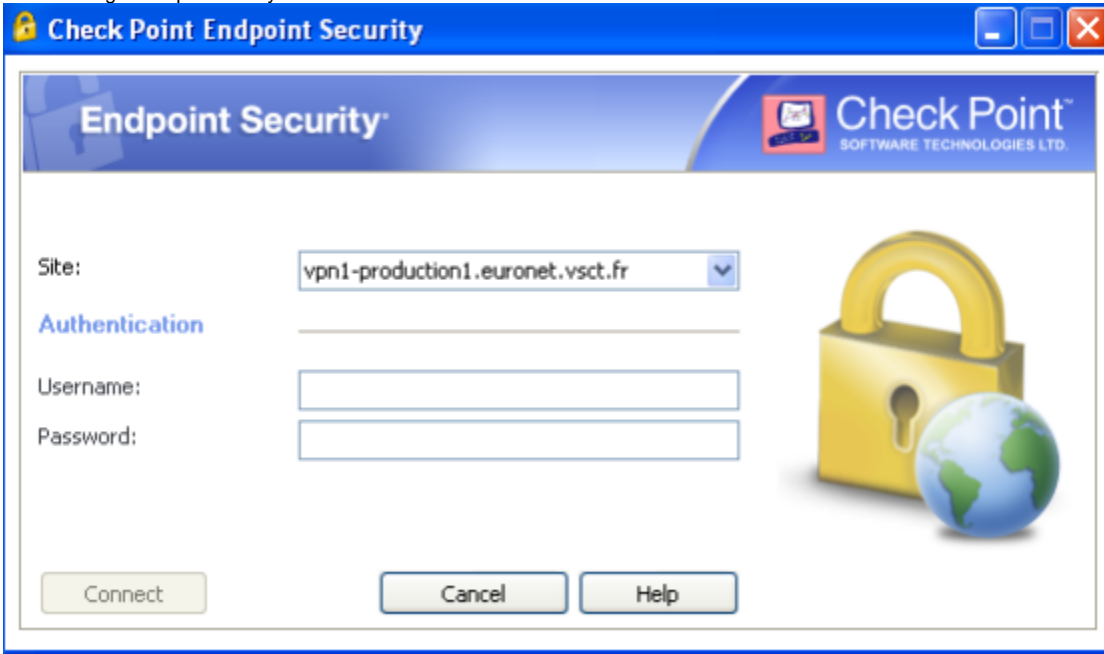 Check Point Endpoint Security
Endpoint Security
Check Point™
SOFTWARE TECHNOLOGIES LTD.
Site:
vpn1-production1.euronet.vsct.fr
Authentication
Username:
Password:
Connect
Cancel
Help